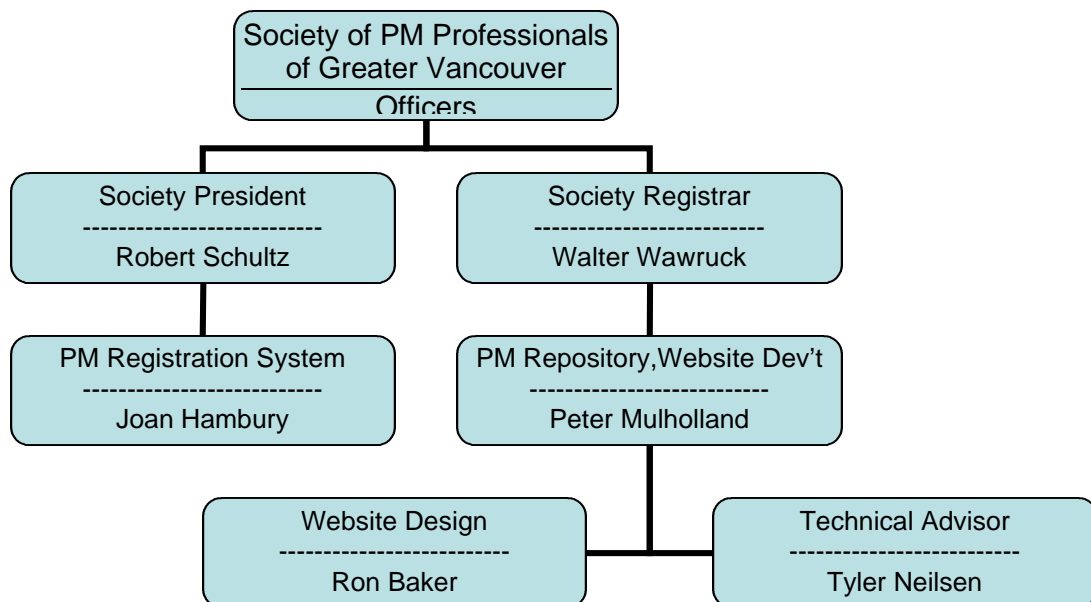 Society of PM Professionals
of Greater Vancouver
Officers
Society President
---------------------------
Robert Schultz
Society Registrar
--------------------------
Walter Wawruck
PM Registration System
---------------------------
Joan Hambury
PM Repository,Website Dev’t
---------------------------
Peter Mulholland
Website Design
--------------------------
Ron Baker
Technical Advisor
--------------------------
Tyler Neilsen